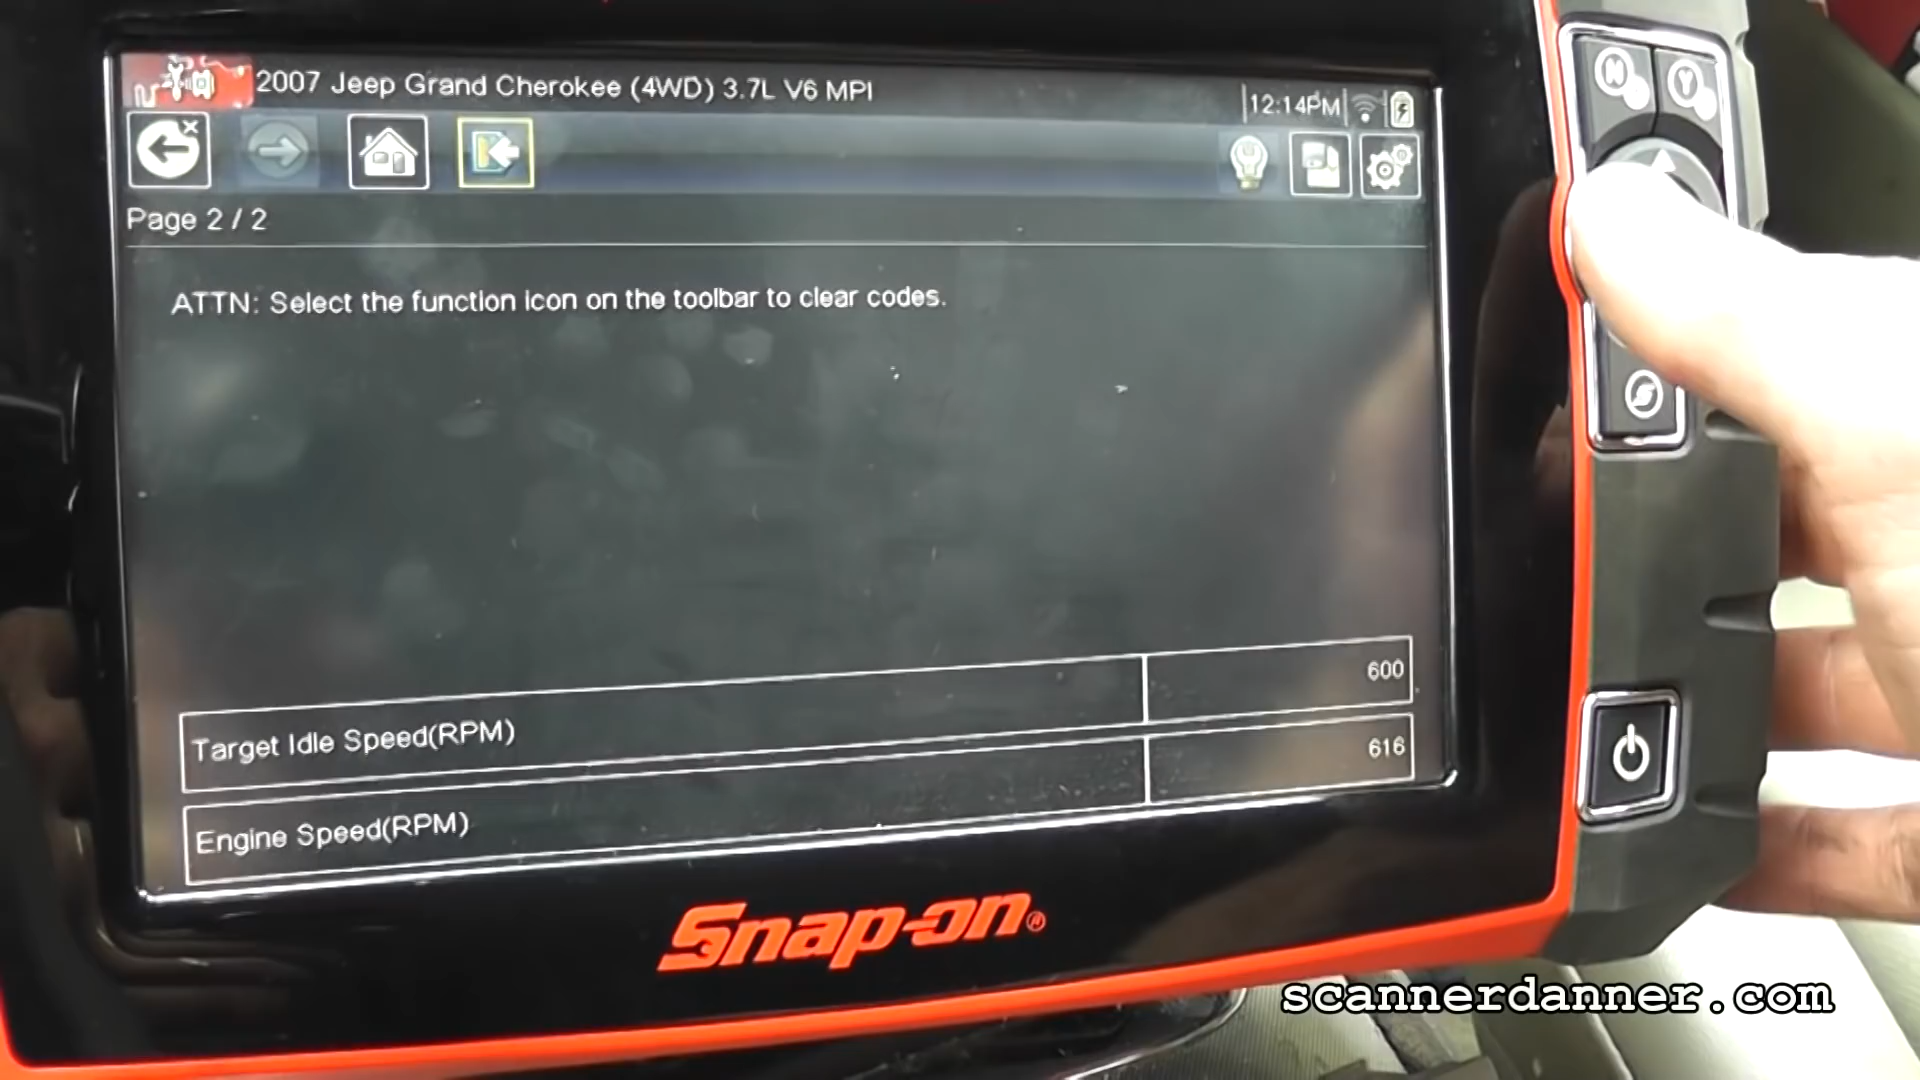 2007 Jeep Grand Cherokee (4WD) 3.7L V6 MPI
12:14PM
Page 2 / 2
ATTN: Select the function icon on the toolbar to clear codes.
Target Idle Speed(RPM) 600
Engine Speed(RPM) 616
Snap-on®
N
Y
scannerdanner.com